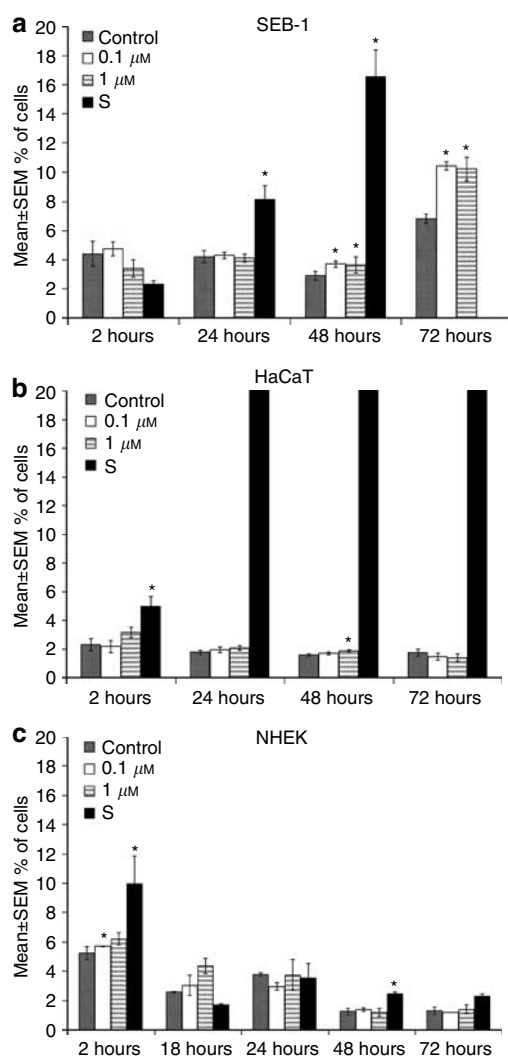 a
SEB-1
Mean±SEM % of cells
20
18
16
14
12
10
8
6
4
2
0
Control
0.1 μM
1 μM
S
*
*
*
*
*
*
2 hours 24 hours 48 hours 72 hours
b
HaCaT
Mean±SEM % of cells
20
18
16
14
12
10
8
6
4
2
0
Control
0.1 μM
1 μM
S
*
*
2 hours 24 hours 48 hours 72 hours
c
NHEK
Mean±SEM % of cells
20
18
16
14
12
10
8
6
4
2
0
Control
0.1 μM
1 μM
S
*
*
*
2 hours 18 hours 24 hours 48 hours 72 hours